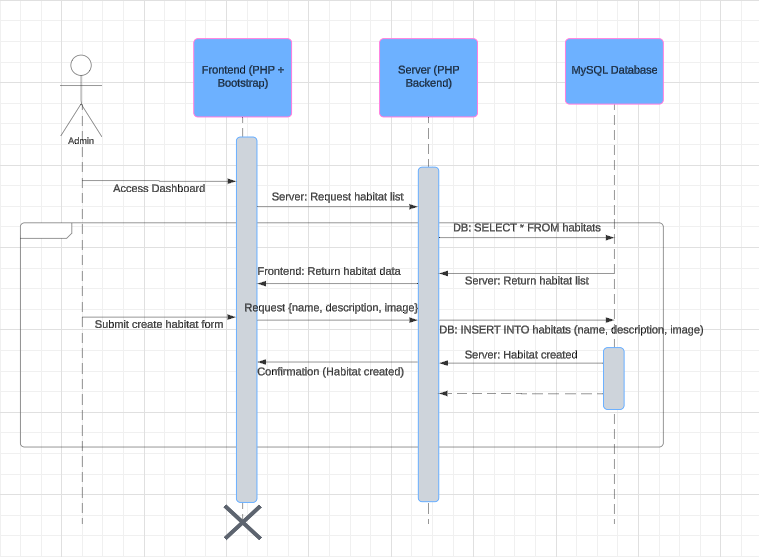 Frontend (PHP +
Bootstrap)
Server (PHP
Backend)
MySQL Database
Admin
Access Dashboard
Server: Request habitat list
DB: SELECT * FROM habitats
Frontend: Return habitat data
Server: Return habitat list
Request {name, description, image}
Submit create habitat form
DB: INSERT INTO habitats (name, description, image)
Server: Habitat created
Confirmation (Habitat created)